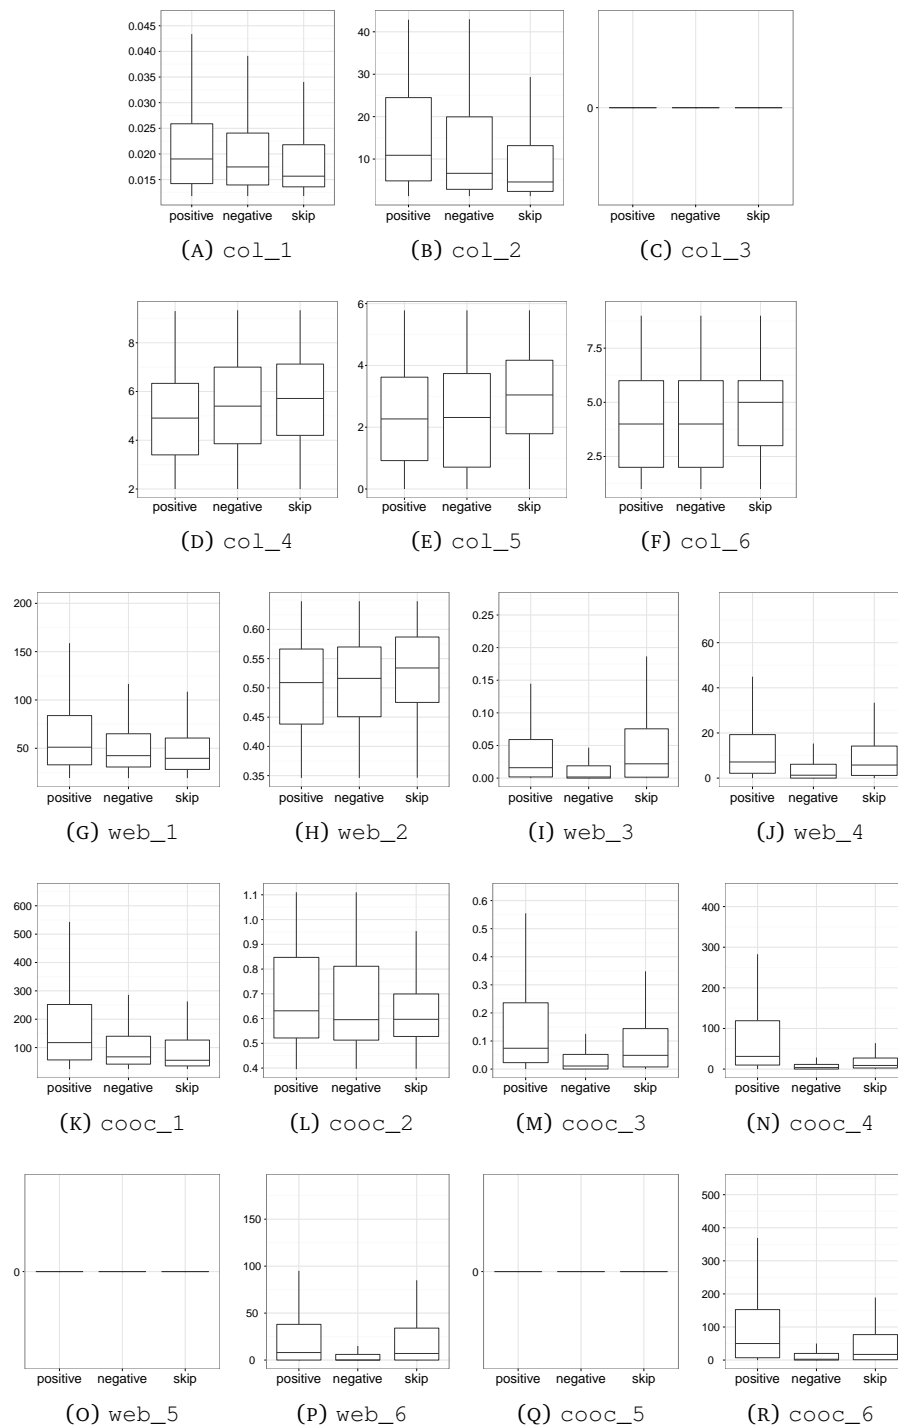 0.045
0.040
0.035
0.030
0.025
0.020
0.015
positive negative skip
(A) col_1
40
30
20
10
positive negative skip
(B) col_2
0
positive negative skip
(C) col_3
8
6
4
2
positive negative skip
(D) col_4
6
4
2
0
positive negative skip
(E) col_5
7.5
5.0
2.5
positive negative skip
(F) col_6
200
150
100
50
positive negative skip
(G) web_1
0.60
0.55
0.50
0.45
0.40
0.35
positive negative skip
(H) web_2
0.25
0.20
0.15
0.10
0.05
0.00
positive negative skip
(I) web_3
60
40
20
0
positive negative skip
(J) web_4
600
500
400
300
200
100
positive negative skip
(K) cooc_1
1.1
1.0
0.9
0.8
0.7
0.6
0.5
0.4
positive negative skip
(L) cooc_2
0.6
0.5
0.4
0.3
0.2
0.1
0.0
positive negative skip
(M) cooc_3
400
300
200
100
0
positive negative skip
(N) cooc_4
0
positive negative skip
(O) web_5
150
100
50
0
positive negative skip
(P) web_6
0
positive negative skip
(Q) cooc_5
500
400
300
200
100
0
positive negative skip
(R) cooc_6